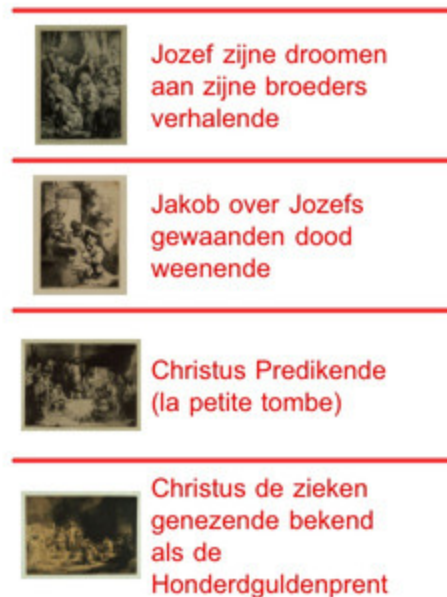 Jozef zijne droomen
aan zijne broeders
verhalende
Jakob over Jozefs
gewaanden dood
weenende
Christus Predikende
(la petite tombe)
Christus de zieken
genezende bekend
als de
Honderdguldenprent